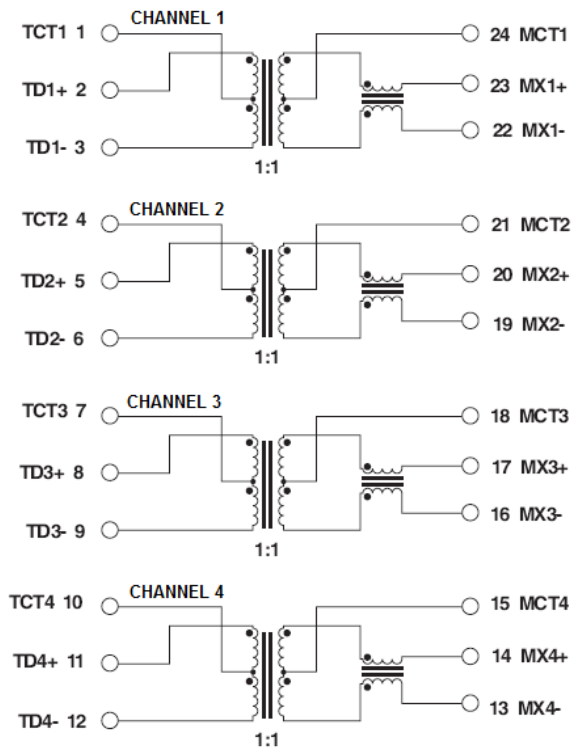 TCT1 1 CHANNEL 1 24 MCT1
TD1+ 2 23 MX1+
TD1- 3 22 MX1-
1:1
TCT2 4 CHANNEL 2 21 MCT2
TD2+ 5 20 MX2+
TD2- 6 19 MX2-
1:1
TCT3 7 CHANNEL 3 18 MCT3
TD3+ 8 17 MX3+
TD3- 9 16 MX3-
1:1
TCT4 10 CHANNEL 4 15 MCT4
TD4+ 11 14 MX4+
TD4- 12 13 MX4-
1:1